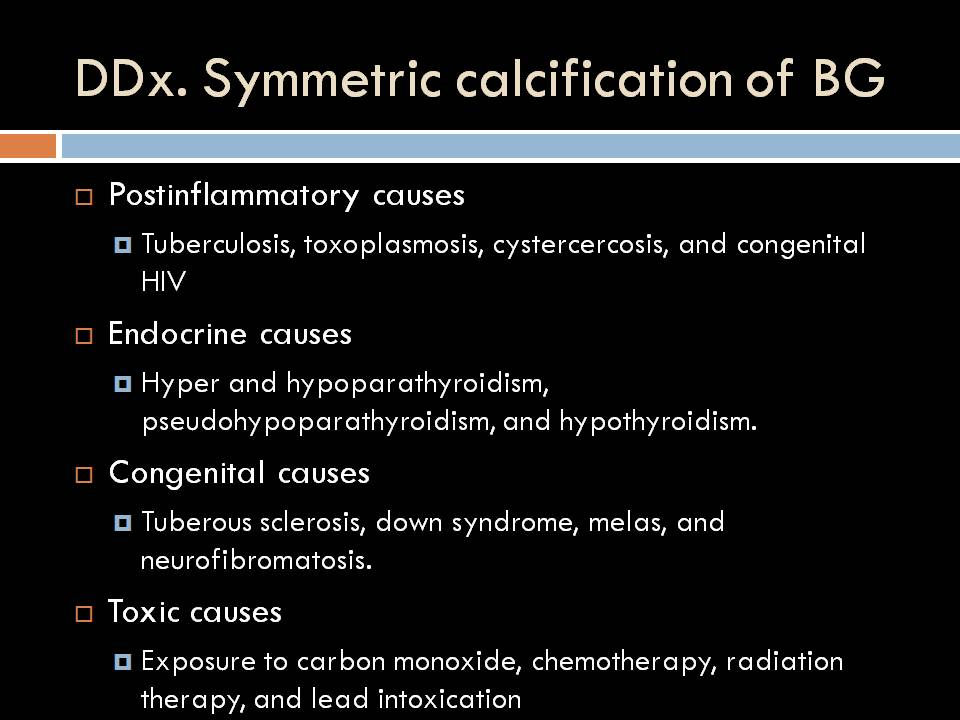 DDx. Symmetric calcification of BG
Postinflammatory causes
Tuberculosis, toxoplasmosis, cystercercosis, and congenital
HIV
Endocrine causes
Hyper and hypoparathyroidism,
pseudohypoparathyroidism, and hypothyroidism.
Congenital causes
Tuberous sclerosis, down syndrome, melas, and
neurofibromatosis.
Toxic causes
Exposure to carbon monoxide, chemotherapy, radiation
therapy, and lead intoxication